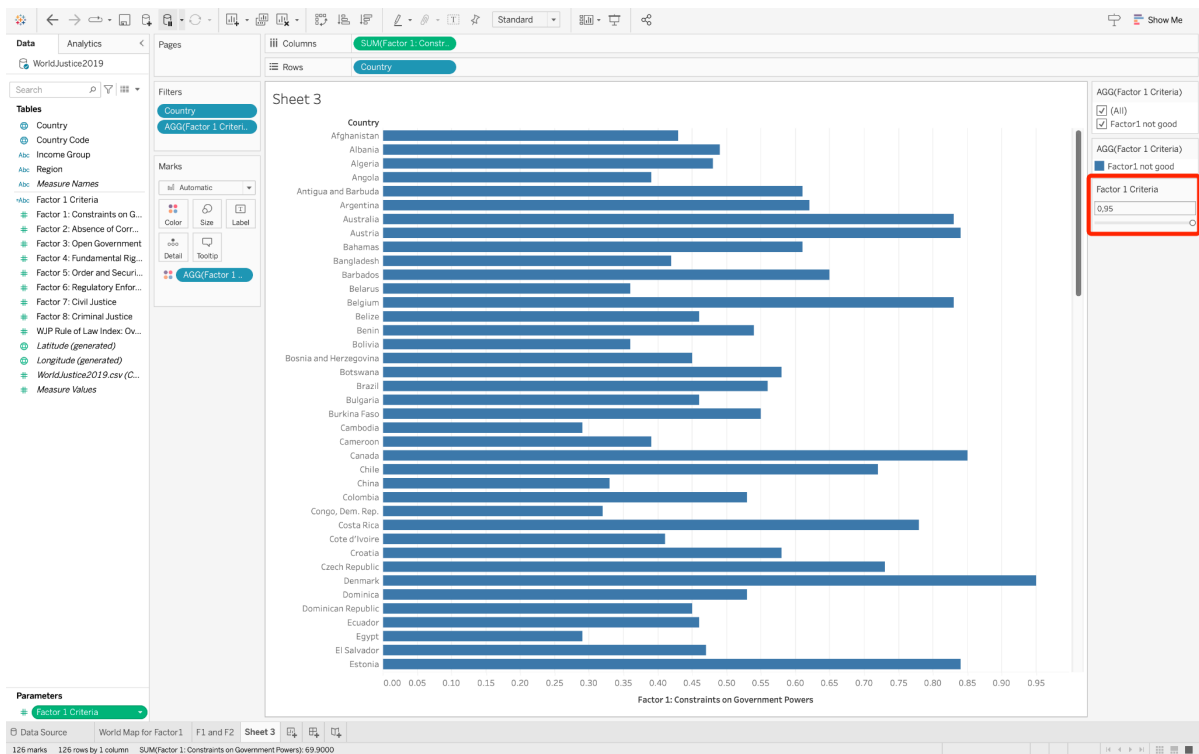 Standard
Show Me
Data
Analytics
Pages
Columns
SUM(Factor 1: Constr..
WorldJustice2019
Rows
Country
Search
Tables
Country
Country Code
Abc Income Group
Abc Region
Abc Measure Names
=Abc Factor 1 Criteria
# Factor 1: Constraints on G...
# Factor 2: Absence of Corr...
# Factor 3: Open Government
# Factor 4: Fundamental Rig...
# Factor 5: Order and Securi...
# Factor 6: Regulatory Enfor...
# Factor 7: Civil Justice
# Factor 8: Criminal Justice
# WJP Rule of Law Index: Ov...
Latitude (generated)
Longitude (generated)
# WorldJustice2019.csv (C...
# Measure Values
Parameters
# Factor 1 Criteria
Filters
Country
AGG(Factor 1 Criteri..
Marks
Automatic
Color
Size
Label
Detail
Tooltip
AGG(Factor 1 ..
Sheet 3
Country
Afghanistan
Albania
Algeria
Angola
Antigua and Barbuda
Argentina
Australia
Austria
Bahamas
Bangladesh
Barbados
Belarus
Belgium
Belize
Benin
Bolivia
Bosnia and Herzegovina
Botswana
Brazil
Bulgaria
Burkina Faso
Cambodia
Cameroon
Canada
Chile
China
Colombia
Congo, Dem. Rep.
Costa Rica
Cote d'Ivoire
Croatia
Czech Republic
Denmark
Dominica
Dominican Republic
Ecuador
Egypt
El Salvador
Estonia
0.00 0.05 0.10 0.15 0.20 0.25 0.30 0.35 0.40 0.45 0.50 0.55 0.60 0.65 0.70 0.75 0.80 0.85 0.90 0.95
Factor 1: Constraints on Government Powers
AGG(Factor 1 Criteria)
(All)
Factor1 not good
AGG(Factor 1 Criteria)
Factor1 not good
Factor 1 Criteria
0,95
Data Source
World Map for Factor1
F1 and F2
Sheet 3
126 marks 126 rows by 1 column SUM(Factor 1: Constraints on Government Powers): 69.9000